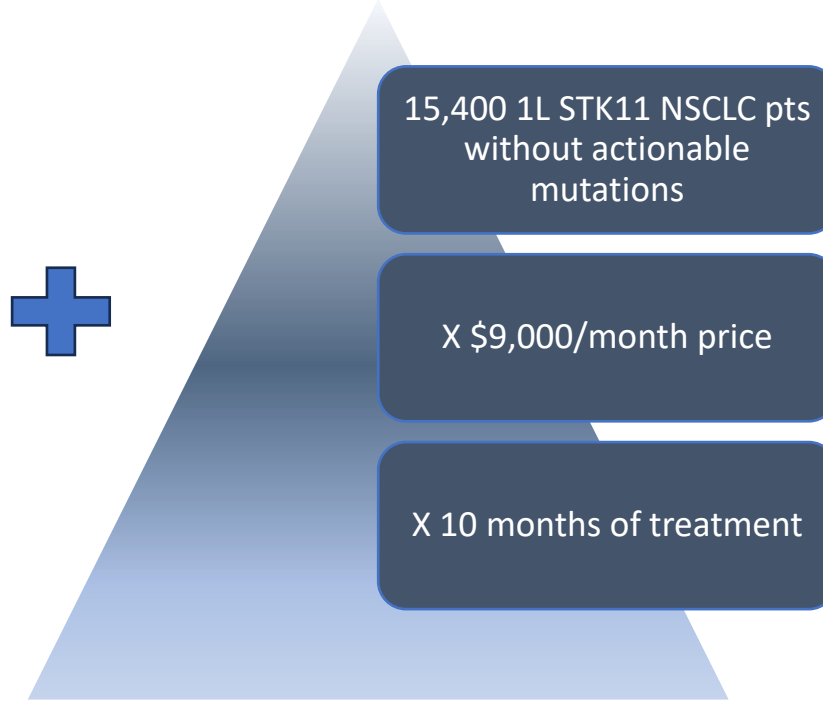 15,400 1L STK11 NSCLC pts
without actionable
mutations
X $9,000/month price
X 10 months of treatment